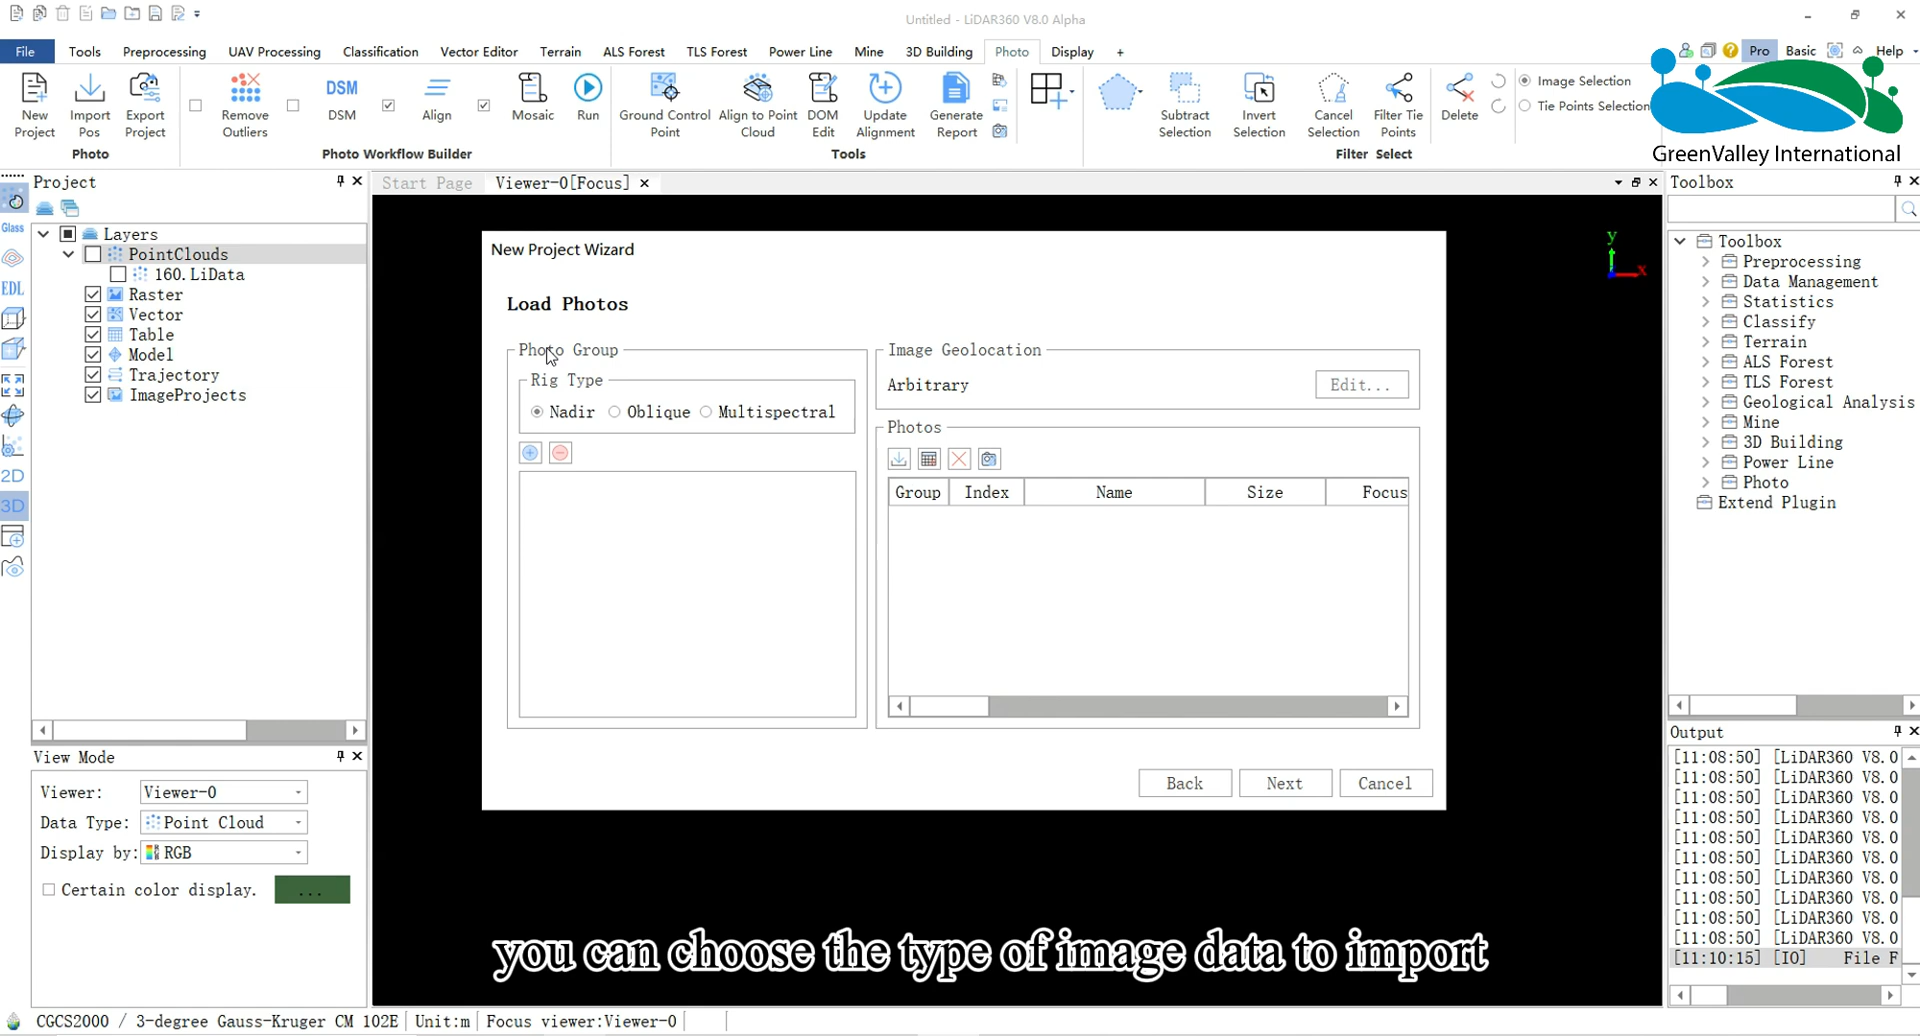 Untitled - LiDAR360 V8.0 Alpha
File Tools Preprocessing UAV Processing Classification Vector Editor Terrain ALS Forest TLS Forest Power Line Mine 3D Building Photo Display + Pro Basic Help
New Project Import Pos Export Project Remove Outliers DSM DSM Align Mosaic Run Ground Control Point Align to Point Cloud DOM Edit Update Alignment Generate Report Subtract Selection Invert Selection Cancel Selection Filter Tie Points Delete
Image Selection
Tie Points Selection
Photo Photo Workflow Builder Tools Filter Select
GreenValley International
Project
Start Page Viewer-0[Focus]
Toolbox
Glass
EDL
2D
3D
Layers
PointClouds
160.LiData
Raster
Vector
Table
Model
Trajectory
ImageProjects
New Project Wizard
Load Photos
Photo Group
Rig Type
Nadir Oblique Multispectral
Image Geolocation
Arbitrary Edit...
Photos
Group Index Name Size Focus
Back Next Cancel
Toolbox
Preprocessing
Data Management
Statistics
Classify
Terrain
ALS Forest
TLS Forest
Geological Analysis
Mine
3D Building
Power Line
Photo
Extend Plugin
View Mode
Viewer: Viewer-0
Data Type: Point Cloud
Display by: RGB
Certain color display. ...
Output
[11:08:50] [LiDAR360 V8.0
[11:08:50] [LiDAR360 V8.0
[11:08:50] [LiDAR360 V8.0
[11:08:50] [LiDAR360 V8.0
[11:08:50] [LiDAR360 V8.0
[11:08:50] [LiDAR360 V8.0
[11:08:50] [LiDAR360 V8.0
[11:08:50] [LiDAR360 V8.0
[11:08:50] [LiDAR360 V8.0
[11:08:50] [LiDAR360 V8.0
[11:10:15] [IO] File F
you can choose the type of image data to import
CGCS2000 / 3-degree Gauss-Kruger CM 102E Unit:m Focus viewer:Viewer-0
y
x